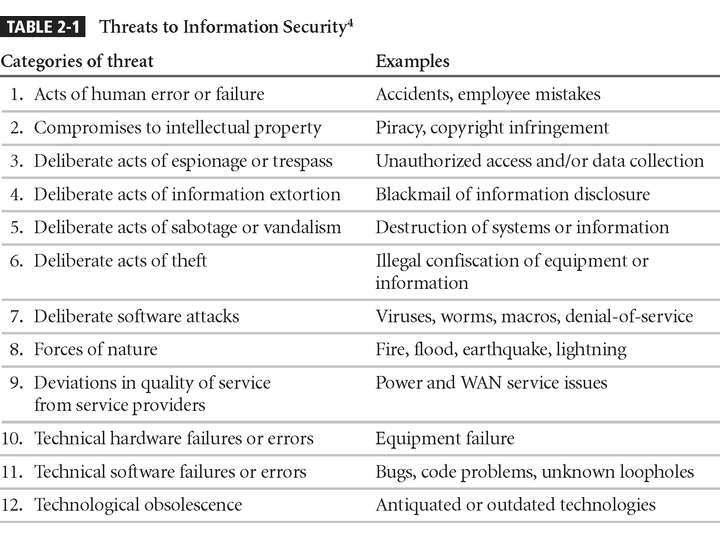 TABLE 2-1 Threats to Information Security⁴
Categories of threat Examples
1. Acts of human error or failure Accidents, employee mistakes
2. Compromises to intellectual property Piracy, copyright infringement
3. Deliberate acts of espionage or trespass Unauthorized access and/or data collection
4. Deliberate acts of information extortion Blackmail of information disclosure
5. Deliberate acts of sabotage or vandalism Destruction of systems or information
6. Deliberate acts of theft Illegal confiscation of equipment or
information
7. Deliberate software attacks Viruses, worms, macros, denial-of-service
8. Forces of nature Fire, flood, earthquake, lightning
9. Deviations in quality of service Power and WAN service issues
from service providers
10. Technical hardware failures or errors Equipment failure
11. Technical software failures or errors Bugs, code problems, unknown loopholes
12. Technological obsolescence Antiquated or outdated technologies